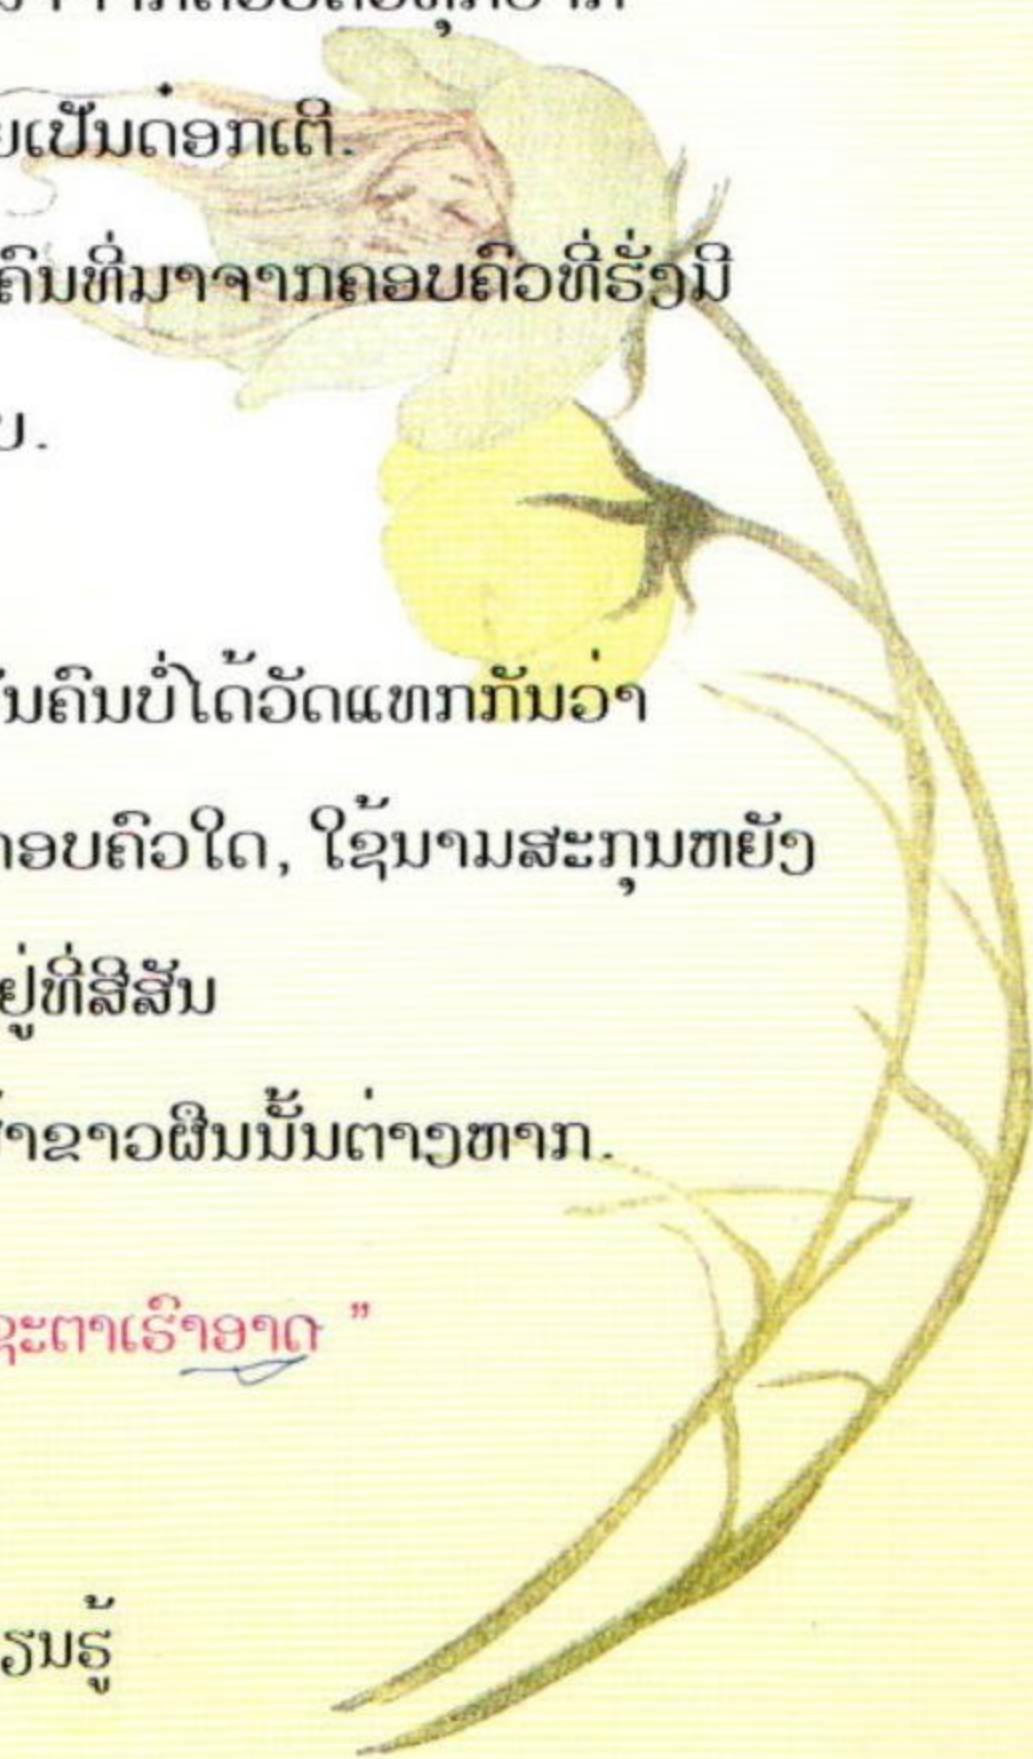 ຍເປັນດອກເຕີ.
ຄົນທີ່ມາຈາກຄອບຄົວທີ່ຮັ່ງມີ
ບ.
ຄົນບໍ່ໄດ້ວັດແທກກັນວ່າ
ຄອບຄົວໃດ, ໃຊ້ນາມສະກຸນຫຍັງ
ຢູ່ທີ່ສີສັນ
ຂາວຜືນນັ້ນຕ່າງຫາກ.
ຊະຕາເຮົາອາດ ”
ຽນຮູ້